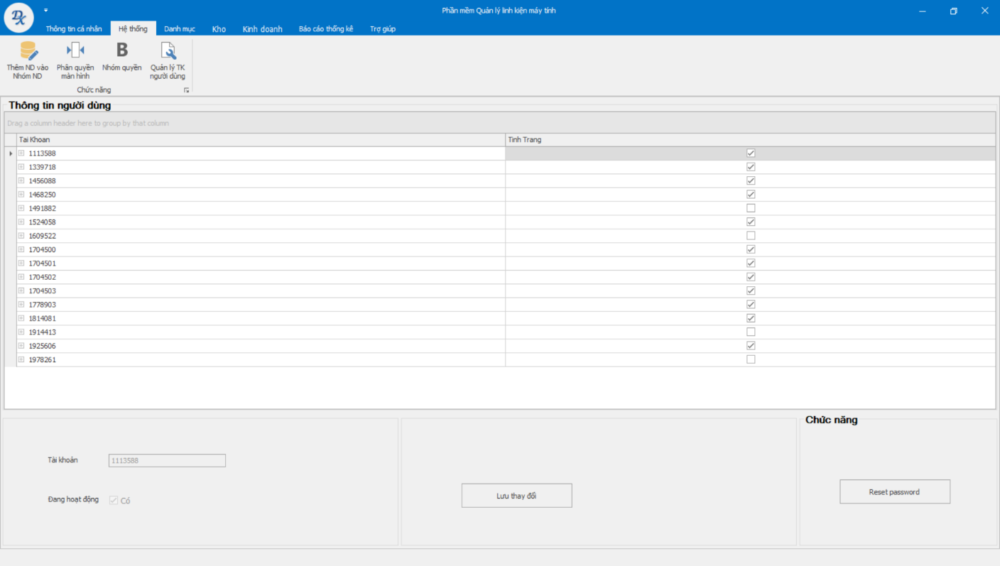 Phần mềm Quản lý linh kiện máy tính
Thông tin cá nhân Hệ thống Danh mục Kho Kinh doanh Báo cáo thống kê Trợ giúp
Thêm ND vào Nhóm ND
Phân quyền màn hình
B
Nhóm quyền
Quản lý TK người dùng
Chức năng
Thông tin người dùng
Drag a column header here to group by that column
Tai Khoan Tinh Trang
1113588
1339718
1456088
1468250
1491882
1524058
1609522
1704500
1704501
1704502
1704503
1778903
1814081
1914413
1925606
1978261
Tài khoản 1113588
Đang hoạt động Có
Lưu thay đổi
Chức năng
Reset password